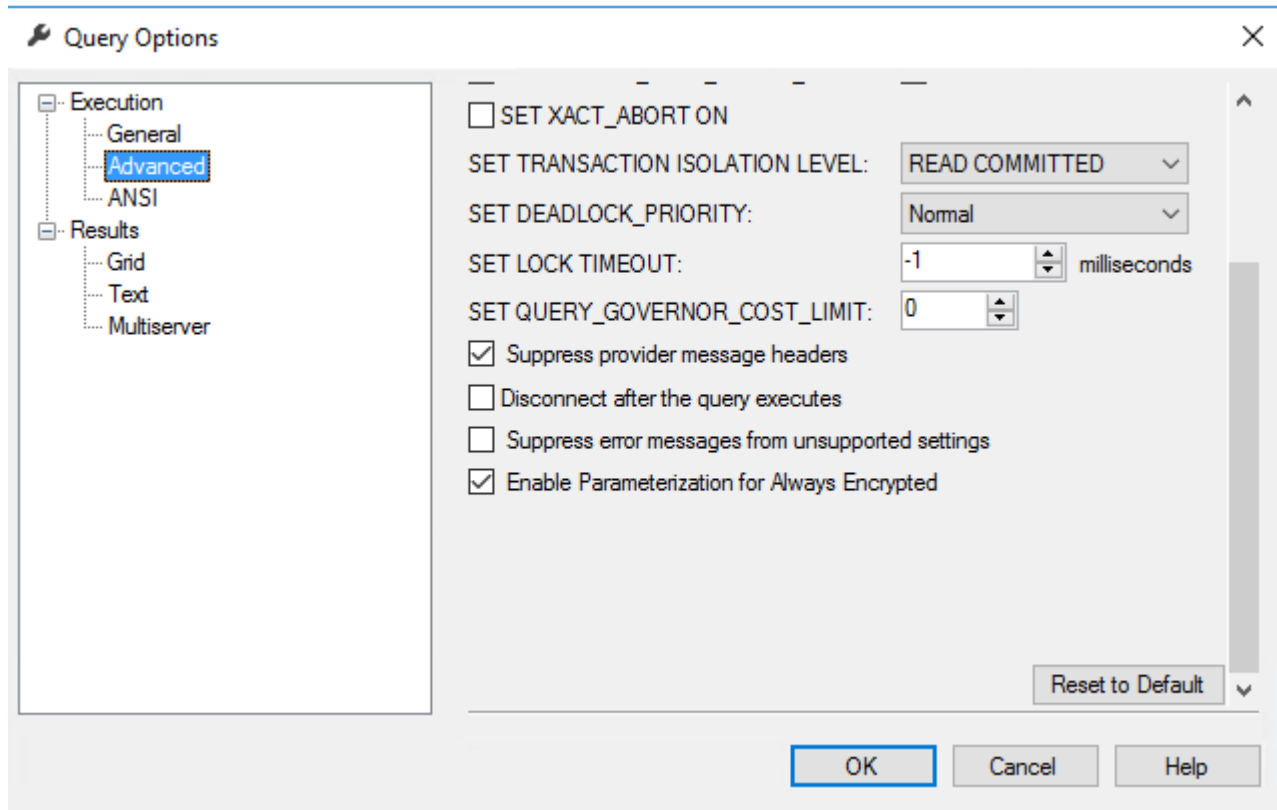 Query Options
Execution
General
Advanced
ANSI
Results
Grid
Text
Multiserver
SET XACT_ABORT ON
SET TRANSACTION ISOLATION LEVEL: READ COMMITTED
SET DEADLOCK_PRIORITY: Normal
SET LOCK TIMEOUT: -1 milliseconds
SET QUERY_GOVERNOR_COST_LIMIT: 0
Suppress provider message headers
Disconnect after the query executes
Suppress error messages from unsupported settings
Enable Parameterization for Always Encrypted
Reset to Default
OK Cancel Help